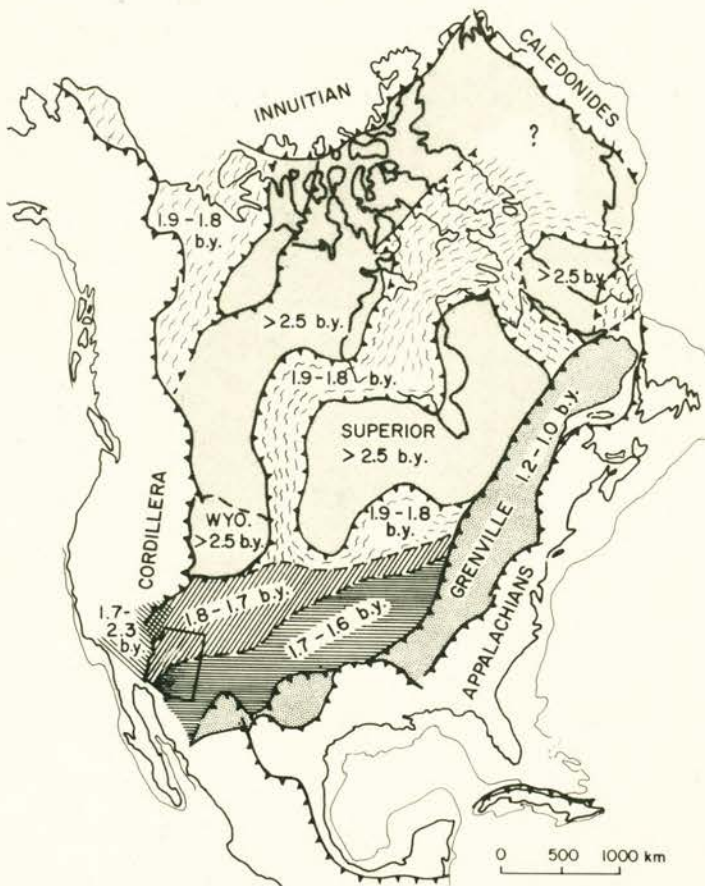 INNUITIAN
CALEDONIDES
?
1.9 – 1.8
b.y.
> 2.5 b.y.
> 2.5 b.y.
1.9 – 1.8 b.y.
SUPERIOR
> 2.5 b.y.
1.2 – 1.0 b.y.
GRENVILLE
CORDILLERA
WYO.
> 2.5 b.y.
1.9 – 1.8
b.y.
1.8 – 1.7 b.y.
1.7 –
2.3
b.y.
1.7 – 1.6 b.y.
APPALACHIANS
0 500 1000 km